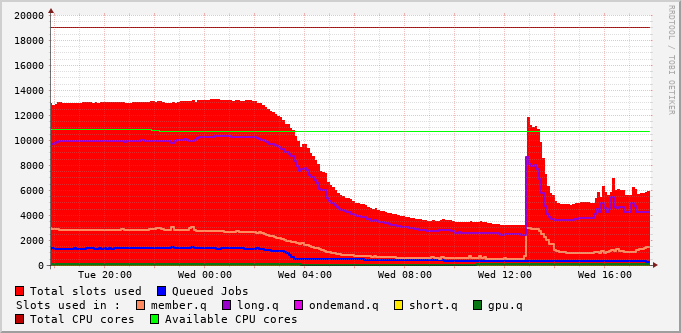 RRDTOOL / TOBI OETIKER
20000
18000
16000
14000
12000
10000
8000
6000
4000
2000
0
Tue 20:00 Wed 00:00 Wed 04:00 Wed 08:00 Wed 12:00 Wed 16:00
Total slots used Queued Jobs
Slots used in : member.q long.q ondemand.q short.q gpu.q
Total CPU cores Available CPU cores